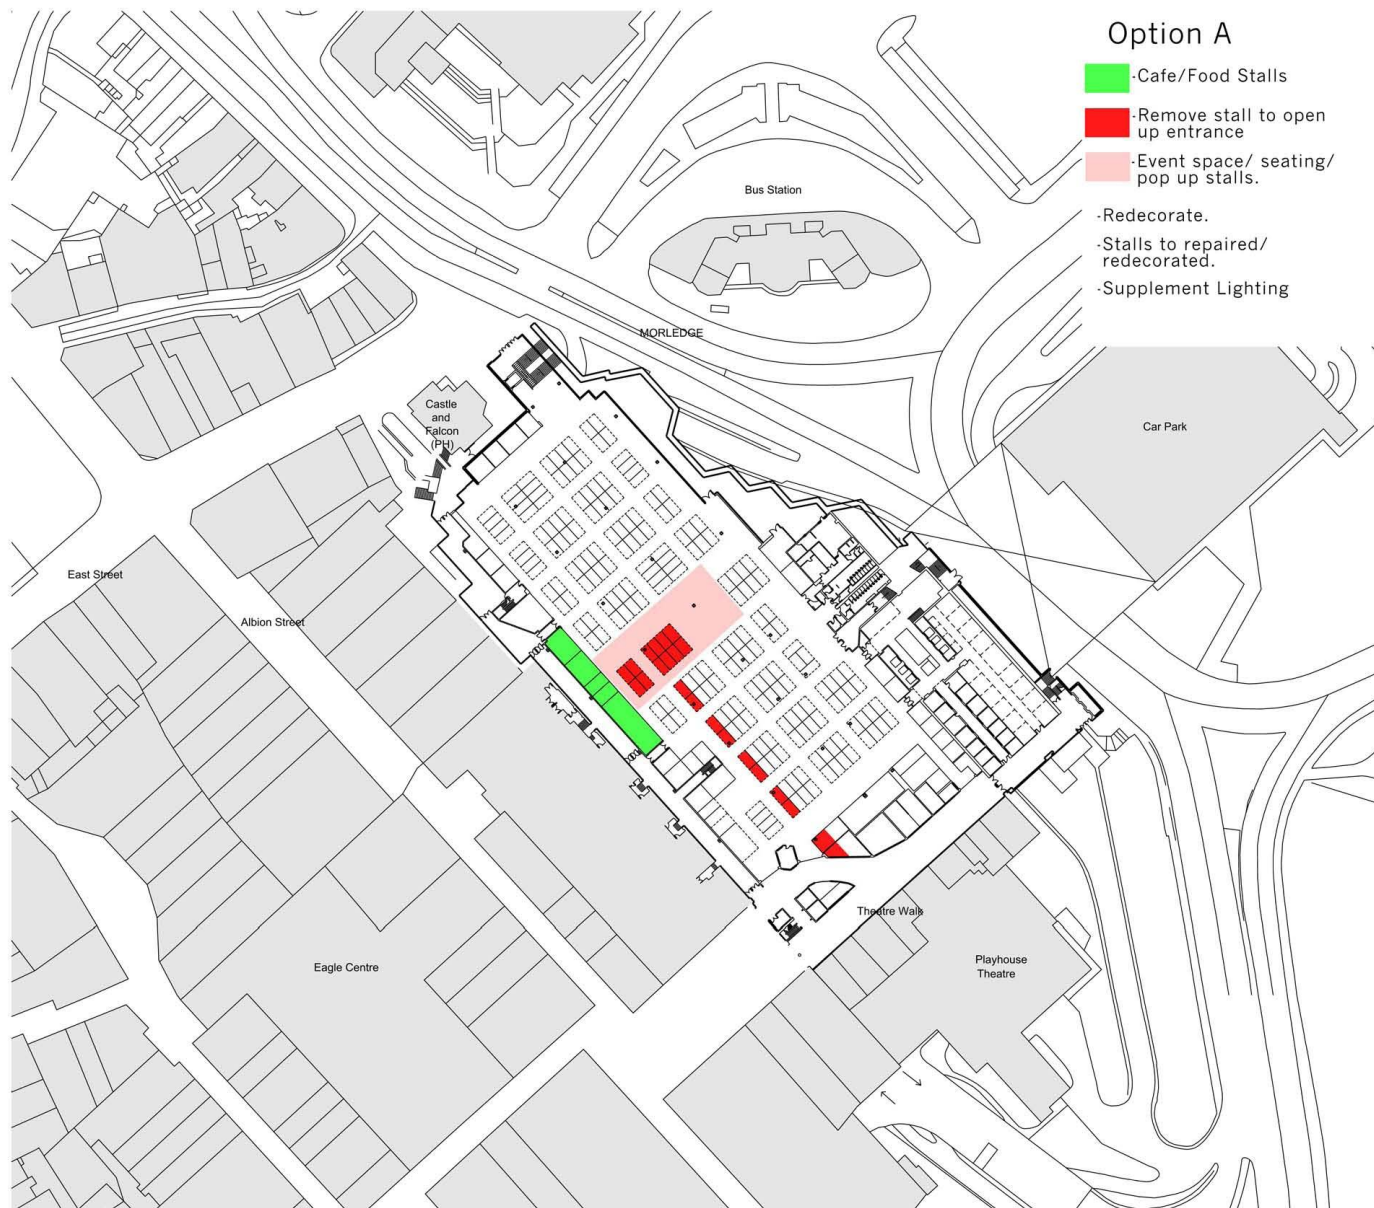 Option A
-Cafe/Food Stalls
-Remove stall to open
up entrance
-Event space/ seating/
pop up stalls.
-Redecorate.
-Stalls to repaired/
redecorated.
-Supplement Lighting
Bus Station
MORLEDGE
Castle
and
Falcon
(PH)
Car Park
East Street
Albion Street
Theatre Walk
Eagle Centre
Playhouse
Theatre